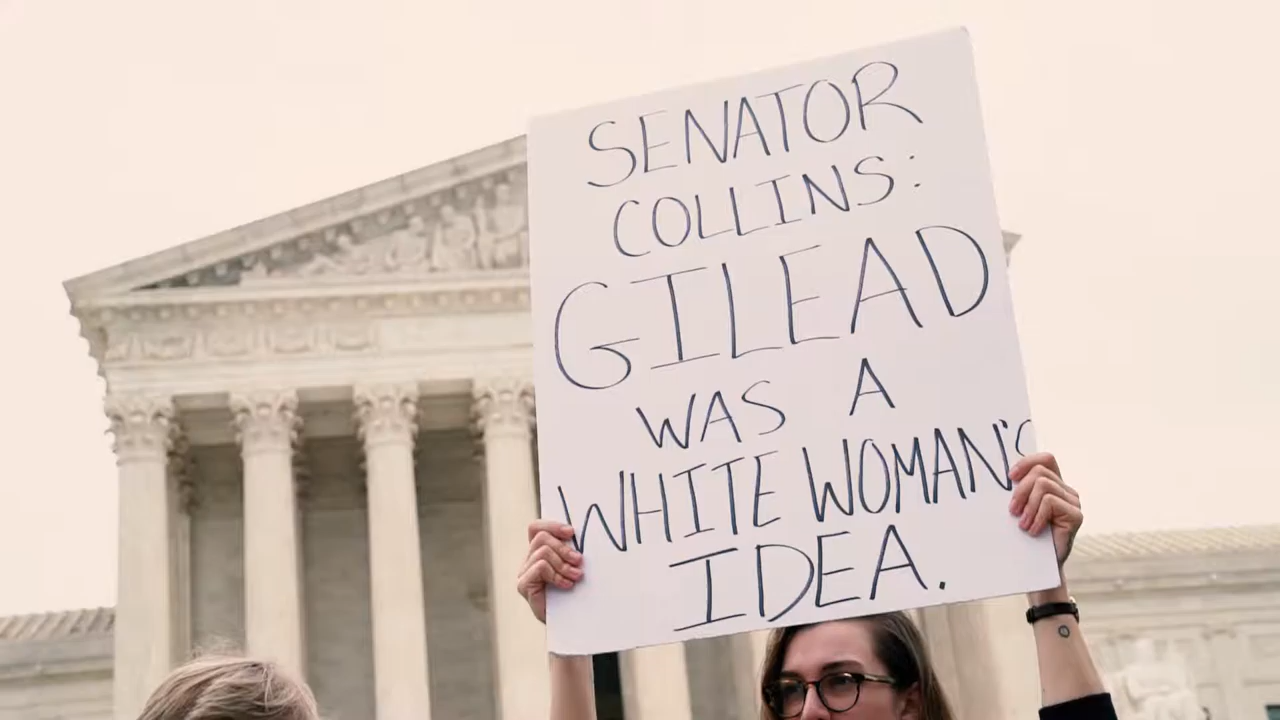 SENATOR
COLLINS:
GILEAD
WAS A
WHITE WOMAN'S
IDEA.